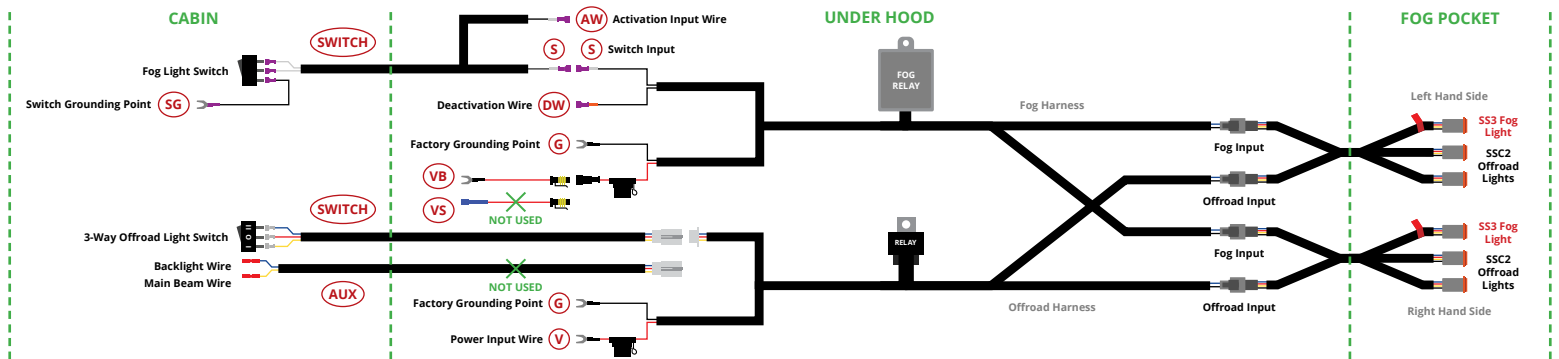 CABIN
UNDER HOOD
FOG POCKET
SWITCH
AW
Activation Input Wire
S
S
Switch Input
Fog Light Switch
Switch Grounding Point
SG
Deactivation Wire
DW
Factory Grounding Point
G
VB
VS
NOT USED
FOG
RELAY
Fog Harness
Fog Input
Offroad Input
Left Hand Side
SS3 Fog
Light
SSC2
Offroad
Lights
SWITCH
3-Way Offroad Light Switch
I
O
II
Backlight Wire
Main Beam Wire
AUX
NOT USED
Factory Grounding Point
G
Power Input Wire
V
RELAY
Offroad Harness
Fog Input
Offroad Input
SS3 Fog
Light
SSC2
Offroad
Lights
Right Hand Side